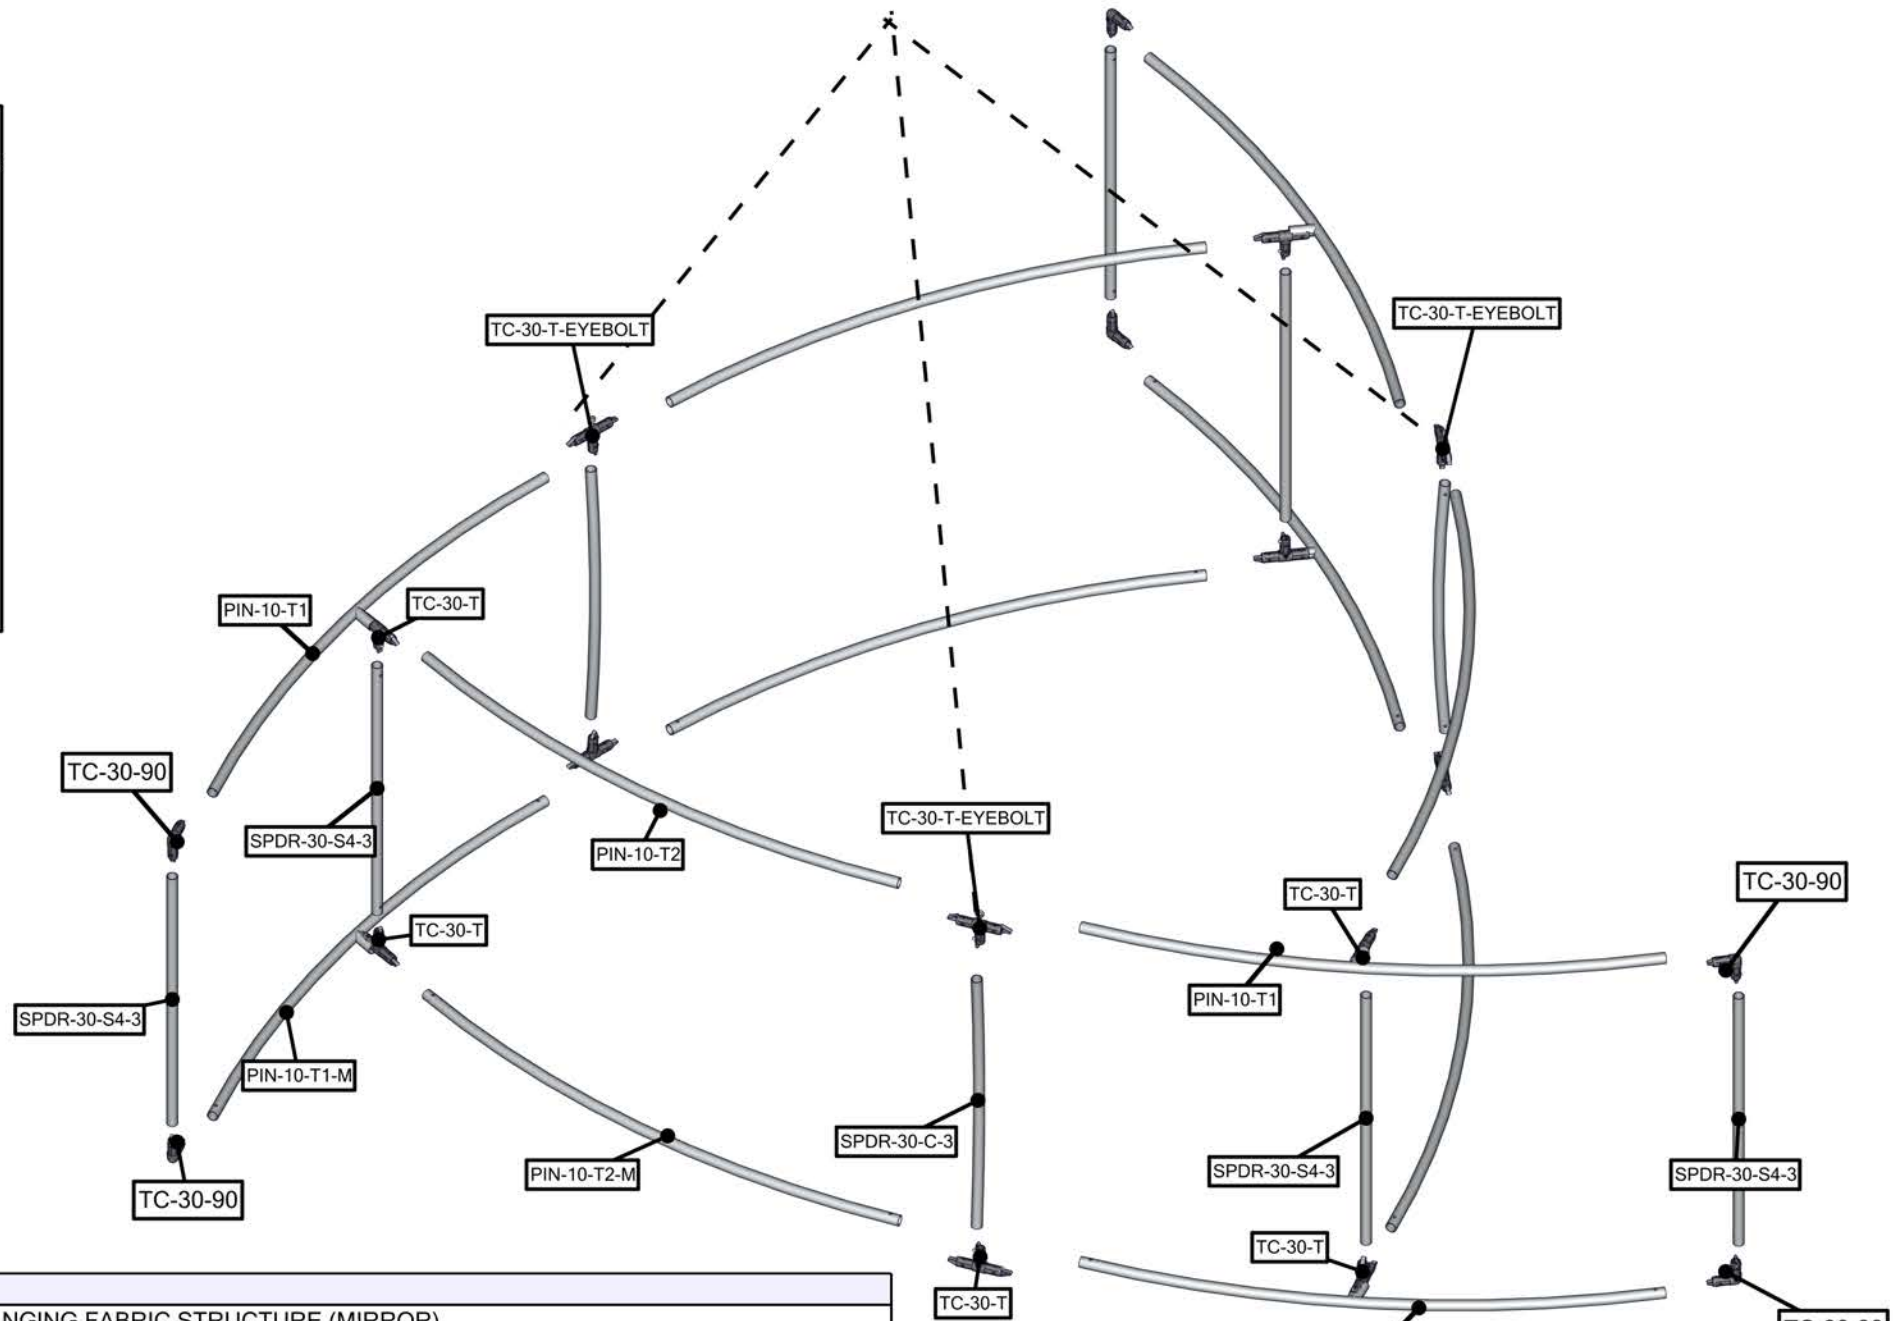 TC-30-T-EYEBOLT
TC-30-T-EYEBOLT
PIN-10-T1
TC-30-T
TC-30-90
SPDR-30-S4-3
PIN-10-T2
TC-30-T-EYEBOLT
TC-30-T
TC-30-90
TC-30-T
SPDR-30-S4-3
PIN-10-T1
PIN-10-T1-M
SPDR-30-C-3
PIN-10-T2-M
SPDR-30-S4-3
SPDR-30-S4-3
TC-30-90
TC-30-T
TC-30-T
NGING FABRIC STRUCTURE (MIRROR)